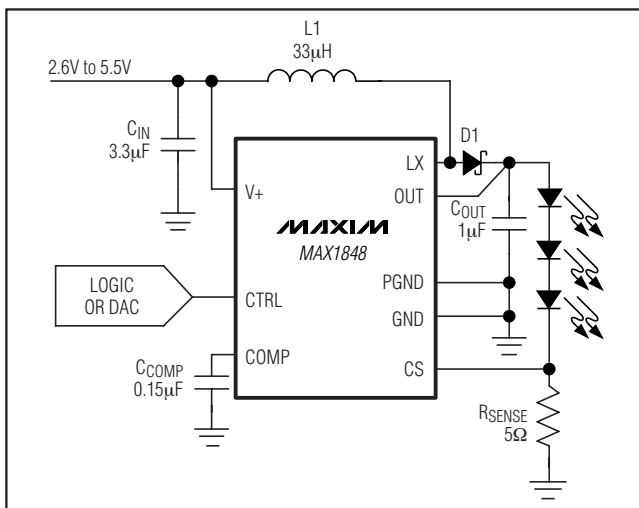 L1
33µH
2.6V to 5.5V
CIN
3.3µF
D1
LX
V+
OUT
COUT
1µF
MAXIM
MAX1848
LOGIC
OR DAC
CTRL
PGND
GND
COMP
CCOMP
0.15µF
CS
RSENSE
5Ω